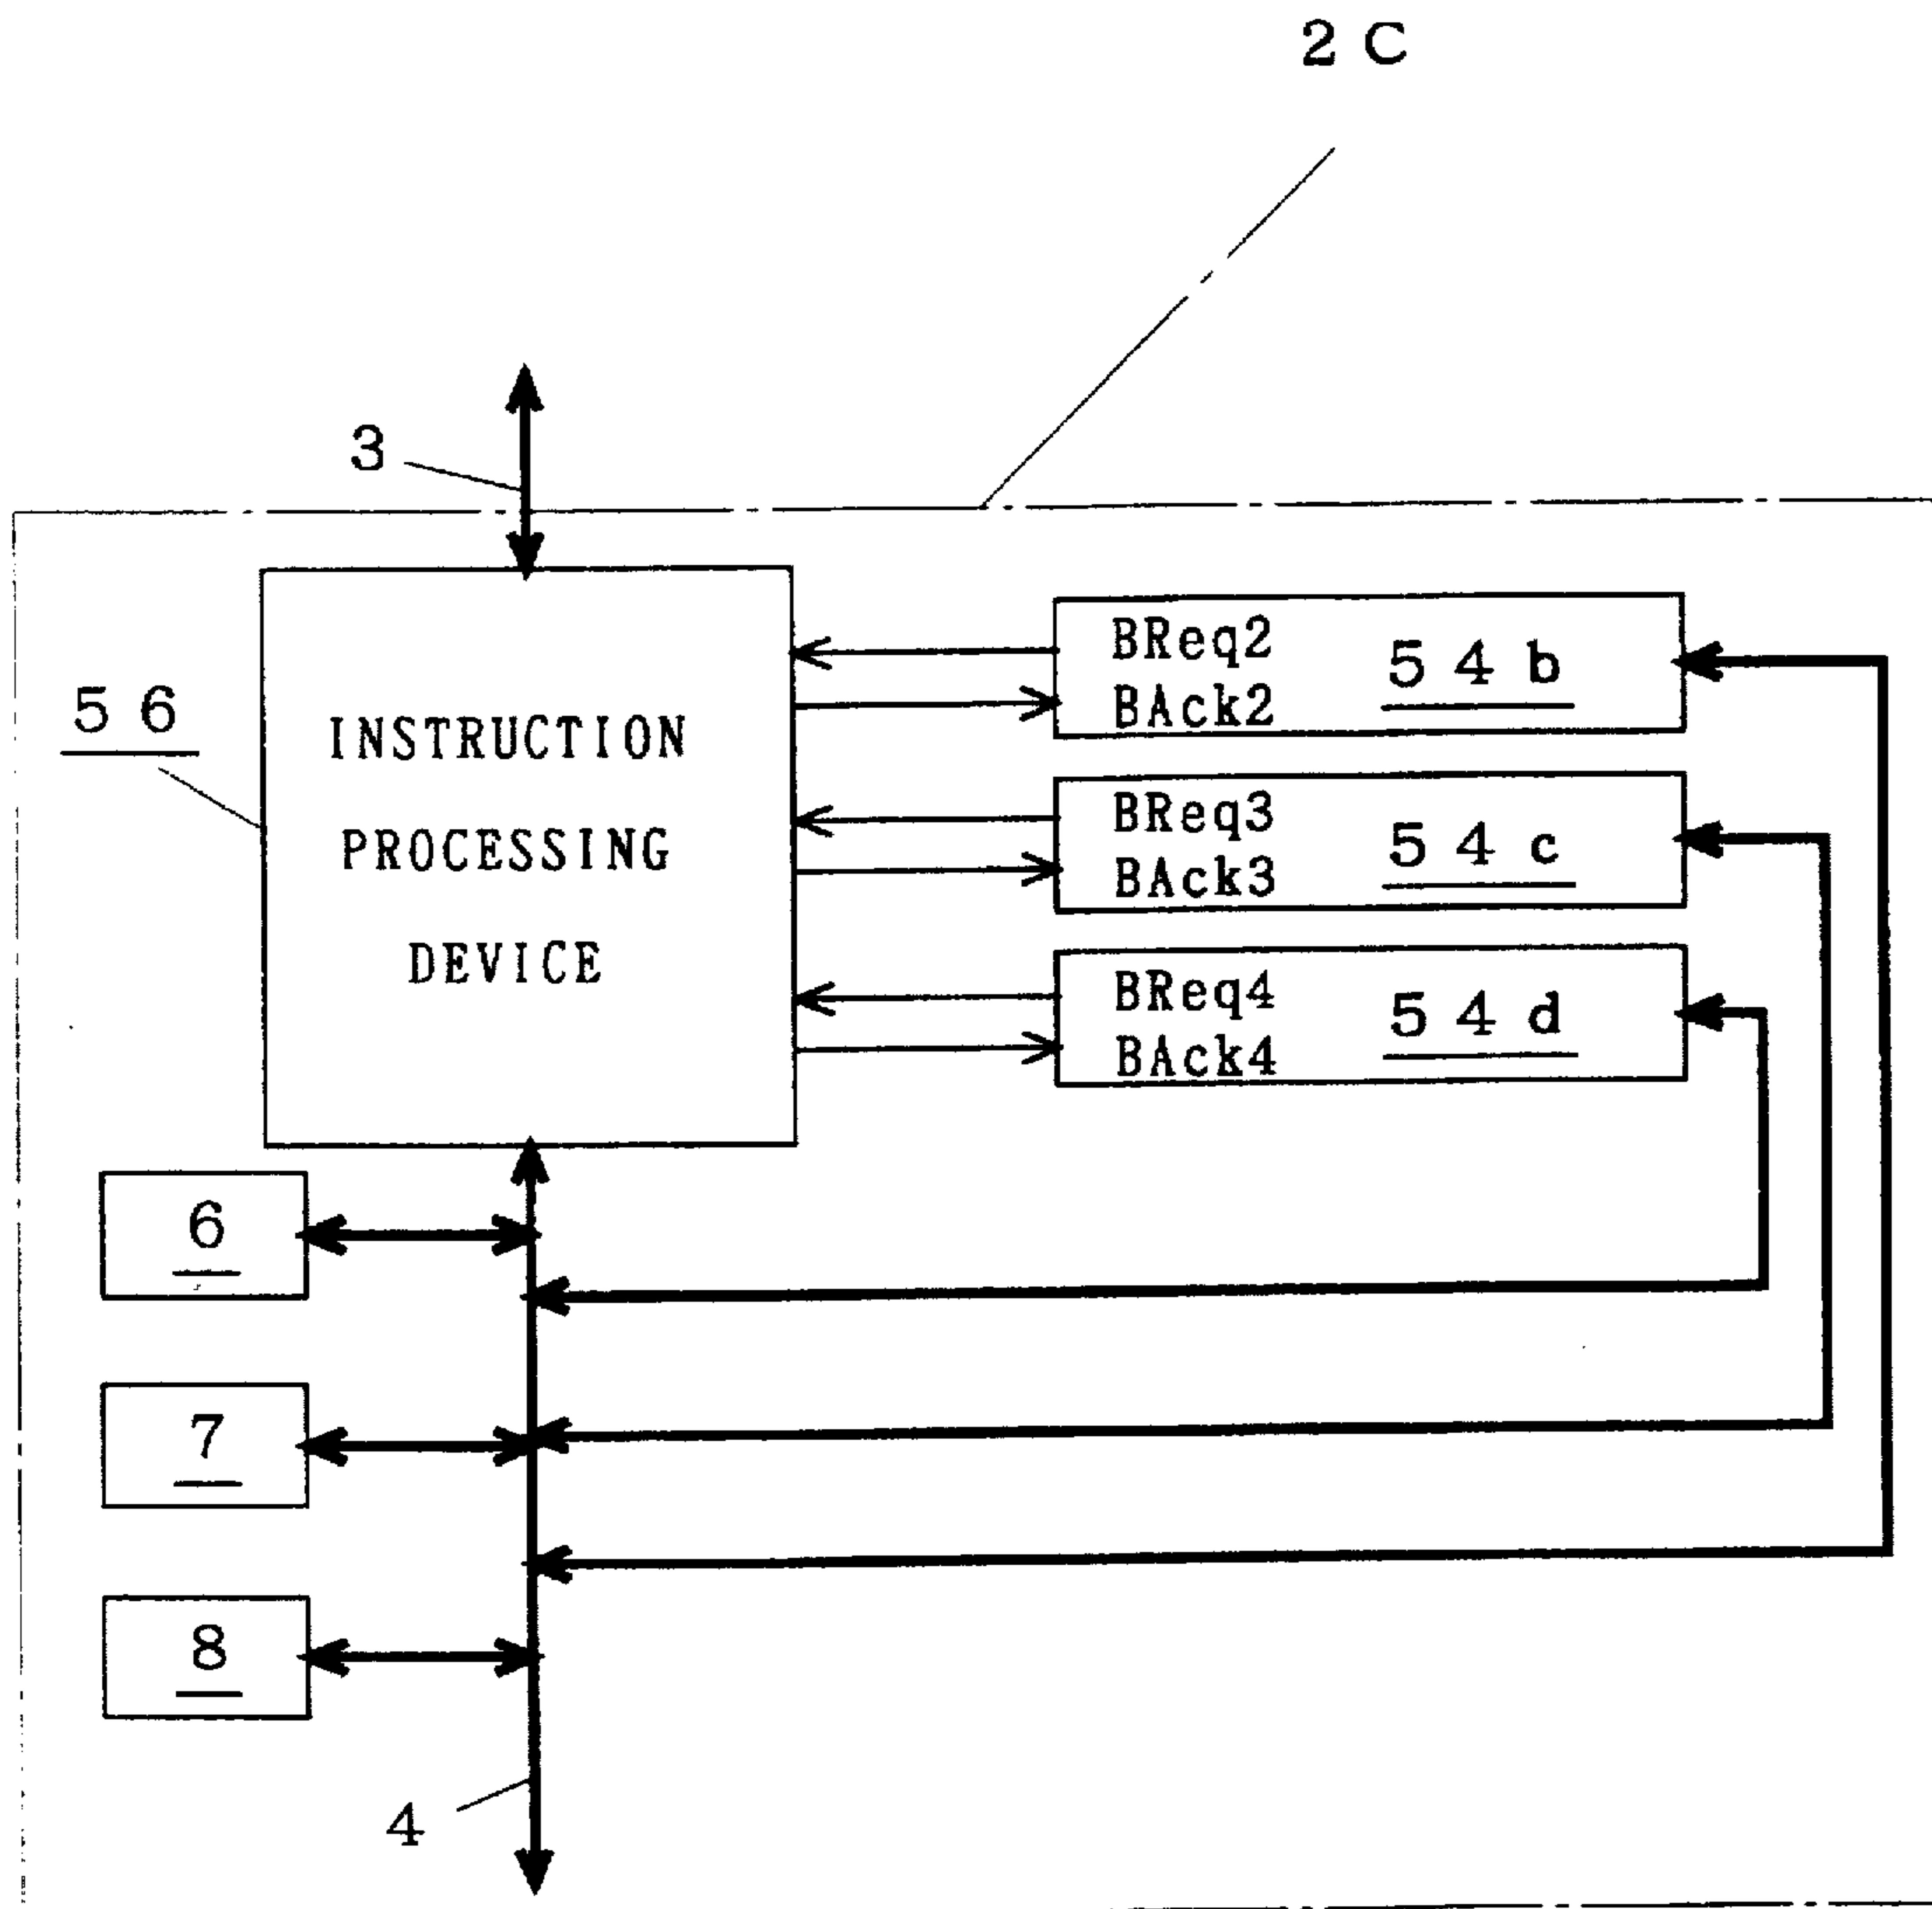 2C
3
56
INSTRUCTION
PROCESSING
DEVICE
BReq2
BAck2
54b
BReq3
BAck3
54c
BReq4
BAck4
54d
6
7
8
4